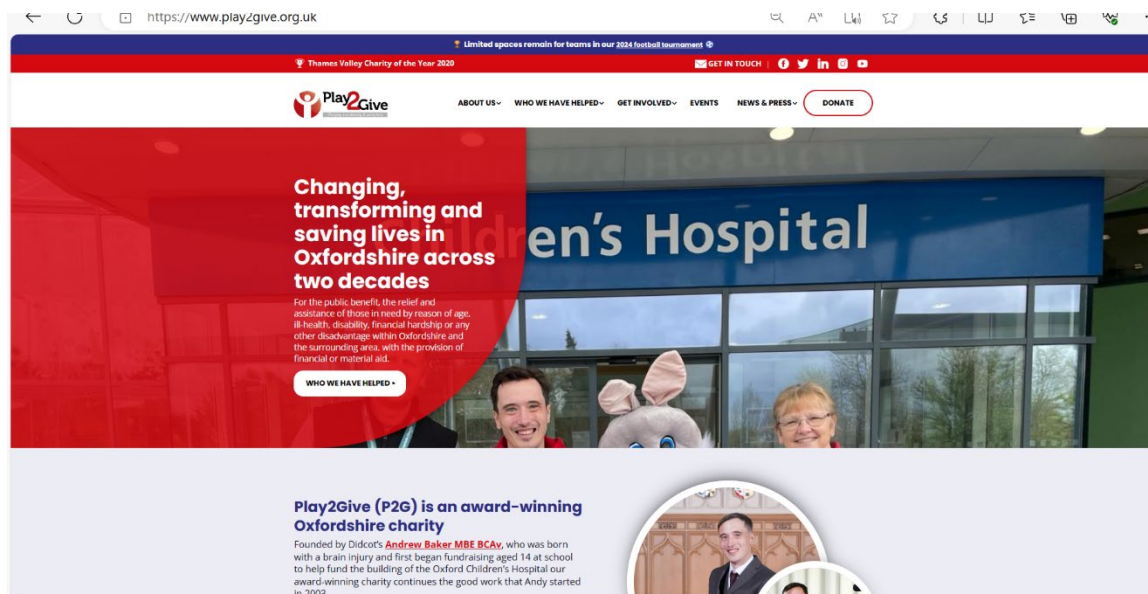 https://www.play2give.org.uk
Limited spaces remain for teams in our 2024 football tournament
Thames Valley Charity of the Year 2020
GET IN TOUCH |
Play2Give
ABOUT US WHO WE HAVE HELPED GET INVOLVED EVENTS NEWS & PRESS DONATE
Hospital
Children's Hospital
Changing,
transforming and
saving lives in
Oxfordshire across
two decades
For the public benefit, the relief and
assistance of those in need by reason of age,
ill-health, disability, financial hardship or any
other disadvantage within Oxfordshire and
the surrounding area, with the provision of
financial or material aid.
WHO WE HAVE HELPED
Play2Give (P2G) is an award-winning
Oxfordshire charity
Founded by Didcot's Andrew Baker MBE BCAv, who was born
with a brain injury and first began fundraising aged 14 at school
to help fund the building of the Oxford Children's Hospital our
award-winning charity continues the good work that Andy started
in 2003